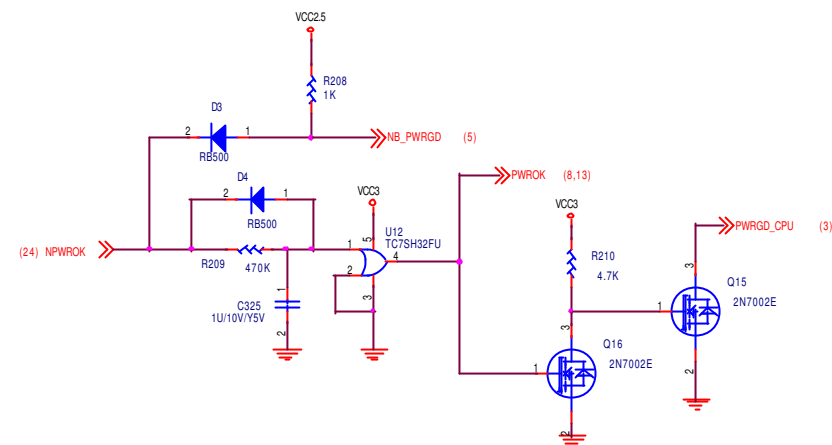 VCC2.5
R208
1K
D3
2 1
RB500
NB_PWRGD (5)
D4
2 1
RB500
VCC3
PWROK (8,13)
U12
TC7SH32FU
5
1
2
4
3
(24) NPWROK
R209 470K
C325
1U/10V/Y5V
1
2
VCC3
R210
4.7K
PWRGD_CPU (3)
3
Q15
2N7002E
1
2
3
Q16
2N7002E
1
2